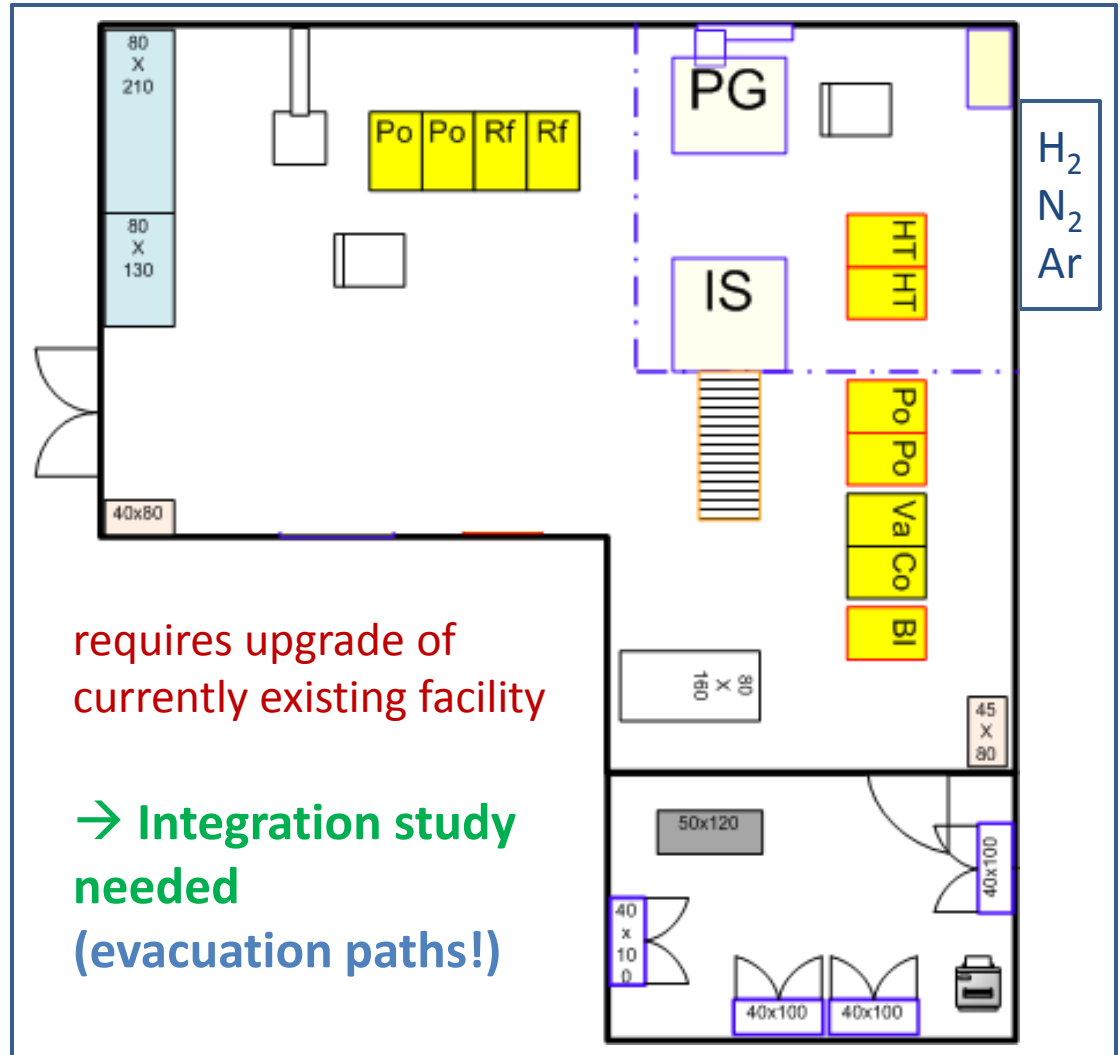 80
X
210
Po Po Rf Rf
PG
H₂
N₂
Ar
80
X
130
HT
HT
IS
Po
Po
Va
Co
BI
40x80
requires upgrade of
currently existing facility
80
X
160
45
X
80
→ Integration study
needed
(evacuation paths!)
50x120
40x100
40
x
10
0
40x100 40x100